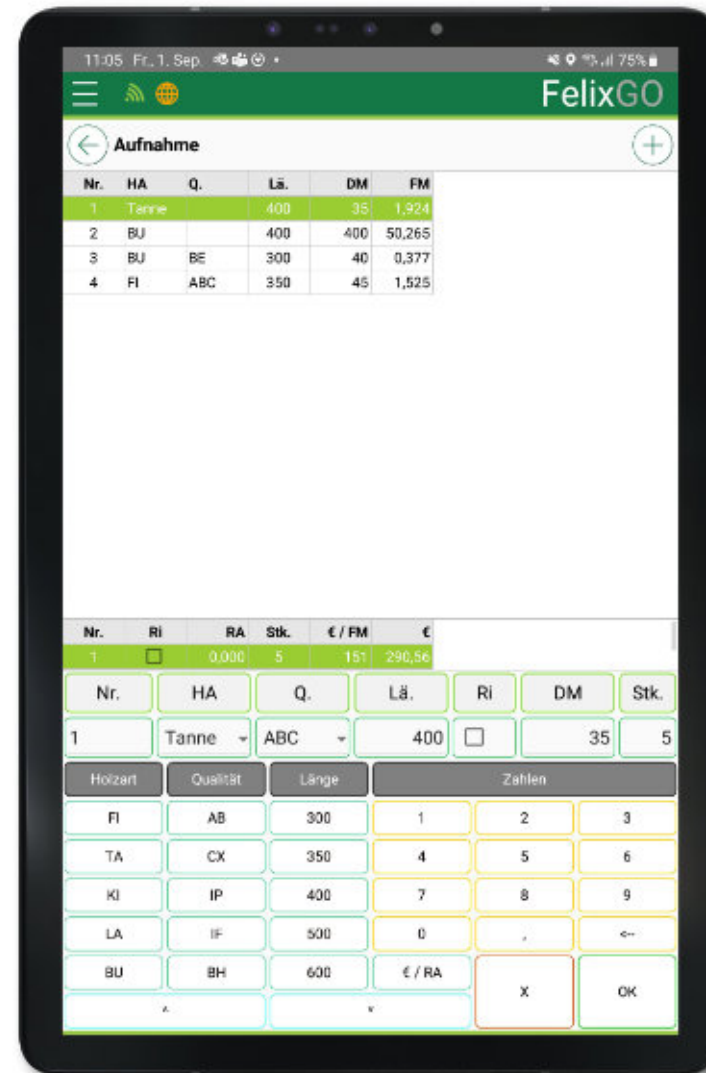 11:05 Fr., 1. Sep. 75%
FelixGO
Aufnahme
Nr. HA Q. Lä. DM FM
1 Tanne 400 35 1,924
2 BU 400 400 50,265
3 BU BE 300 40 0,377
4 FI ABC 350 45 1,525
Nr. Ri RA Stk. € / FM €
1 0,000 5 151 290,56
Nr. HA Q. Lä. Ri DM Stk.
1 Tanne ABC 400 35 5
Holzart Qualität Länge Zahlen
FI AB 300 1 2 3
TA CX 350 4 5 6
KI IP 400 7 8 9
LA IF 500 0 , <--
BU BH 600 € / RA X OK